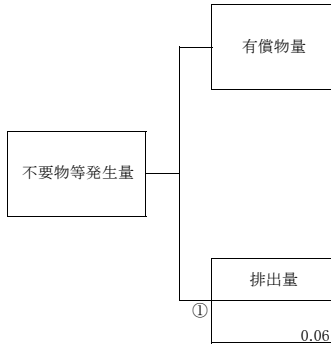 有償物量
不要物等発生量
排出量
①
0.06